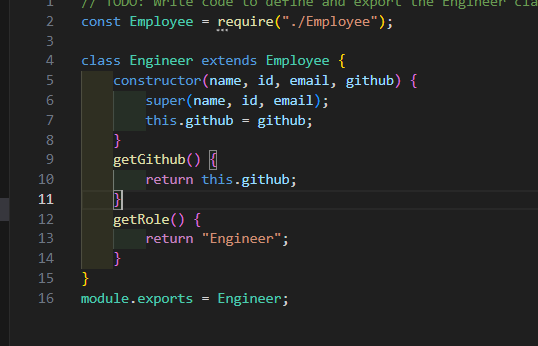 1 // TODO: Write code to define and export the Engineer cla
2 const Employee = require("./Employee");
3
4 class Engineer extends Employee {
5 constructor(name, id, email, github) {
6 super(name, id, email);
7 this.github = github;
8 }
9 getGithub() {
10 return this.github;
11 }
12 getRole() {
13 return "Engineer";
14 }
15 }
16 module.exports = Engineer;